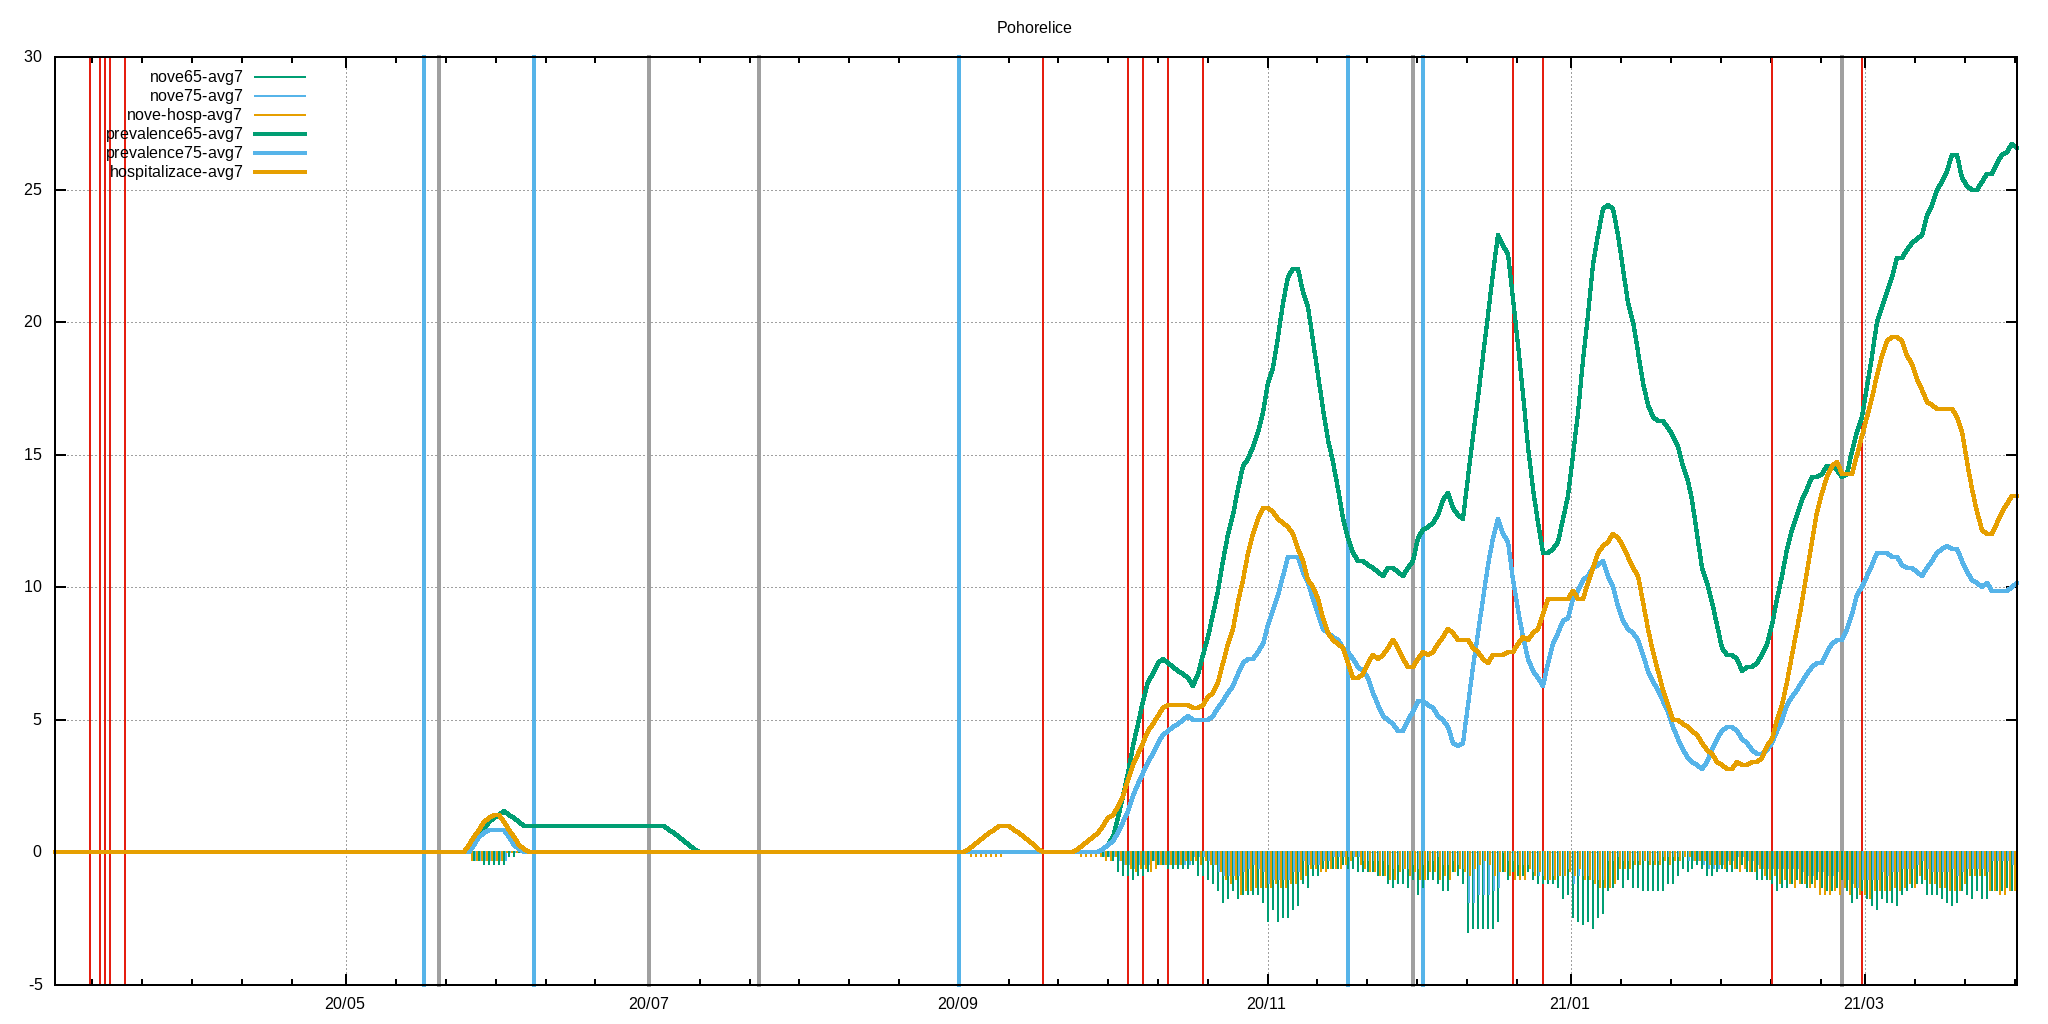 Pohorelice
30
nove65-avg7
nove75-avg7
nove-hosp-avg7
prevalence65-avg7
prevalence75-avg7
hospitalizace-avg7
25
20
15
10
5
0
-5
20/05 20/07 20/09 20/11 21/01 21/03